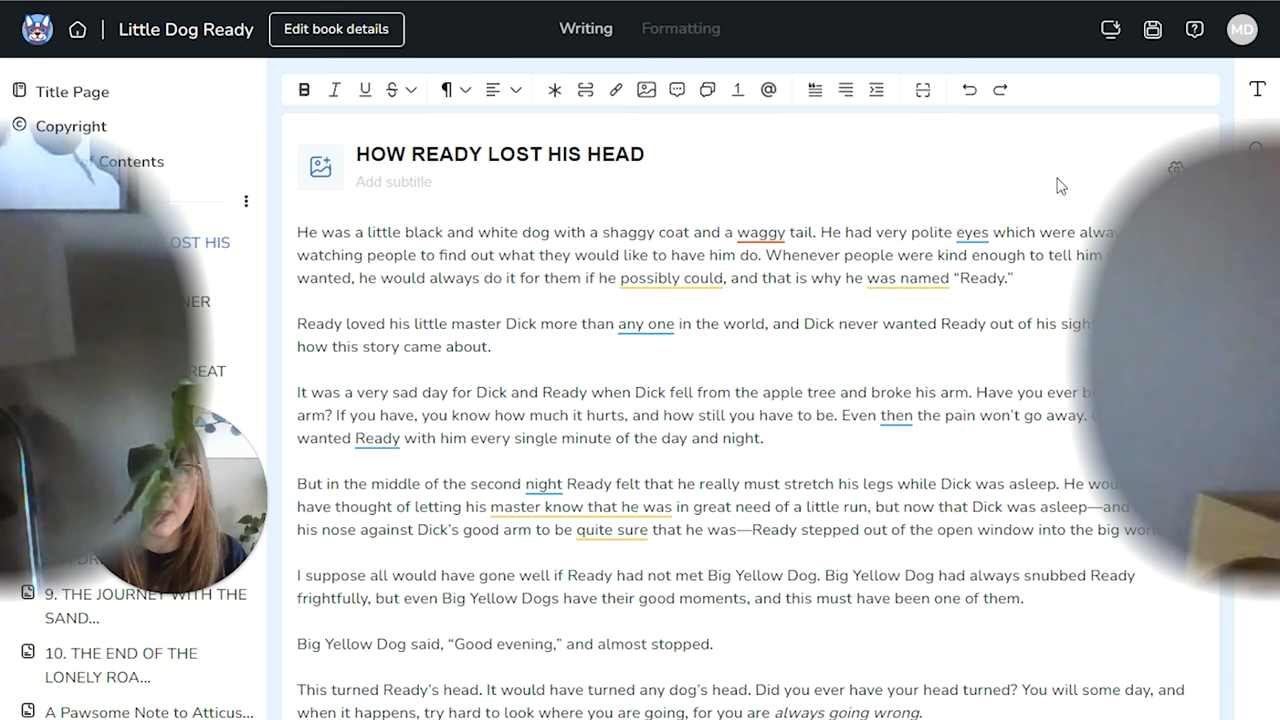 Little Dog Ready
Edit book details
Writing
Formatting
MD
Title Page
Copyright
Contents
LOST HIS
NER
REAT
9. THE JOURNEY WITH THE
SAND...
10. THE END OF THE
LONELY ROA...
A Pawsome Note to Atticus...
HOW READY LOST HIS HEAD
Add subtitle
He was a little black and white dog with a shaggy coat and a waggy tail. He had very polite eyes which were
watching people to find out what they would like to have him do. Whenever people were kind enough to tell him
wanted, he would always do it for them if he possibly could, and that is why he was named “Ready.”
Ready loved his little master Dick more than any one in the world, and Dick never wanted Ready out of his
how this story came about.
It was a very sad day for Dick and Ready when Dick fell from the apple tree and broke his arm. Have you ever
arm? If you have, you know how much it hurts, and how still you have to be. Even then the pain won’t go away.
wanted Ready with him every single minute of the day and night.
But in the middle of the second night Ready felt that he really must stretch his legs while Dick was asleep. He
have thought of letting his master know that he was in great need of a little run, but now that Dick was asleep—and
his nose against Dick’s good arm to be quite sure that he was—Ready stepped out of the open window into the big
I suppose all would have gone well if Ready had not met Big Yellow Dog. Big Yellow Dog had always snubbed Ready
frightfully, but even Big Yellow Dogs have their good moments, and this must have been one of them.
Big Yellow Dog said, “Good evening,” and almost stopped.
This turned Ready’s head. It would have turned any dog’s head. Did you ever have your head turned? You will some day, and
when it happens, try hard to look where you are going, for you are always going wrong.